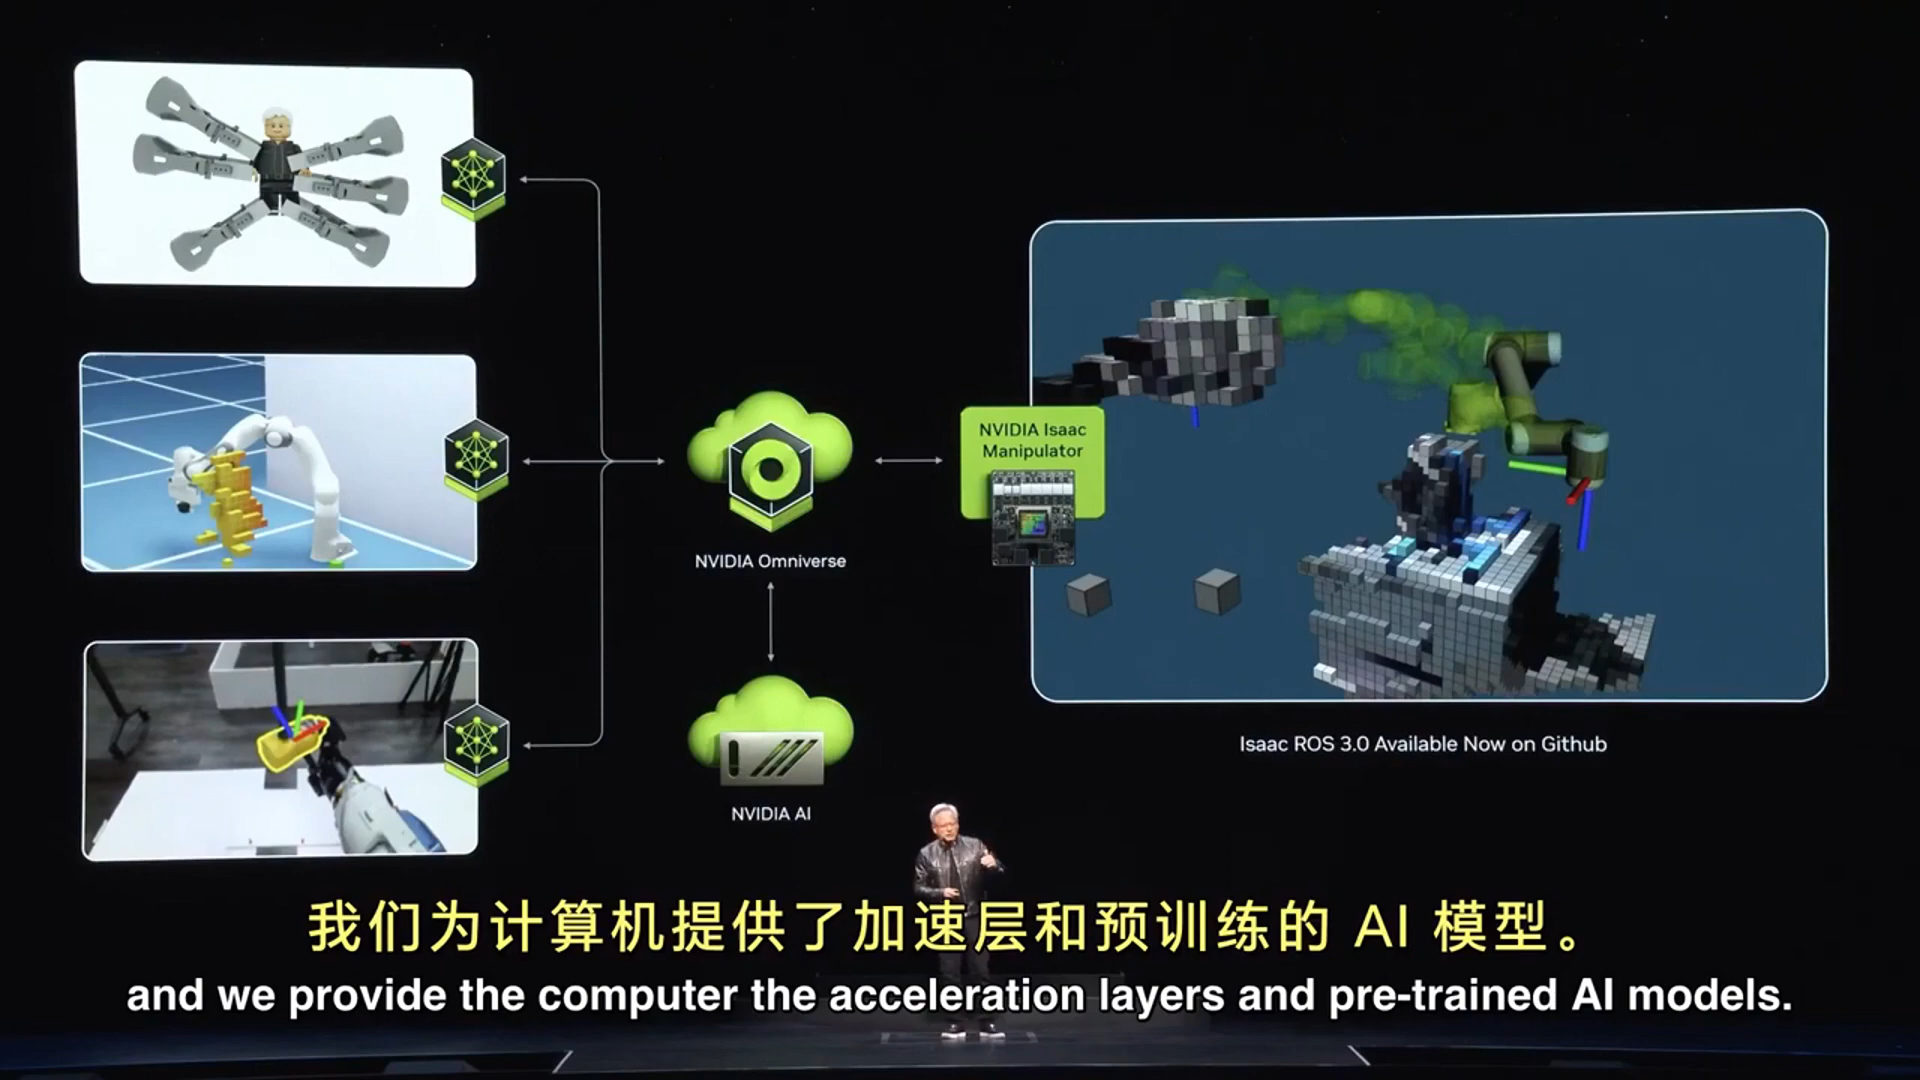 NVIDIA Isaac
Manipulator
NVIDIA Omniverse
Isaac ROS 3.0 Available Now on Github
NVIDIA AI
我们为计算机提供了加速层和预训练的 AI 模型。
and we provide the computer the acceleration layers and pre-trained AI models.